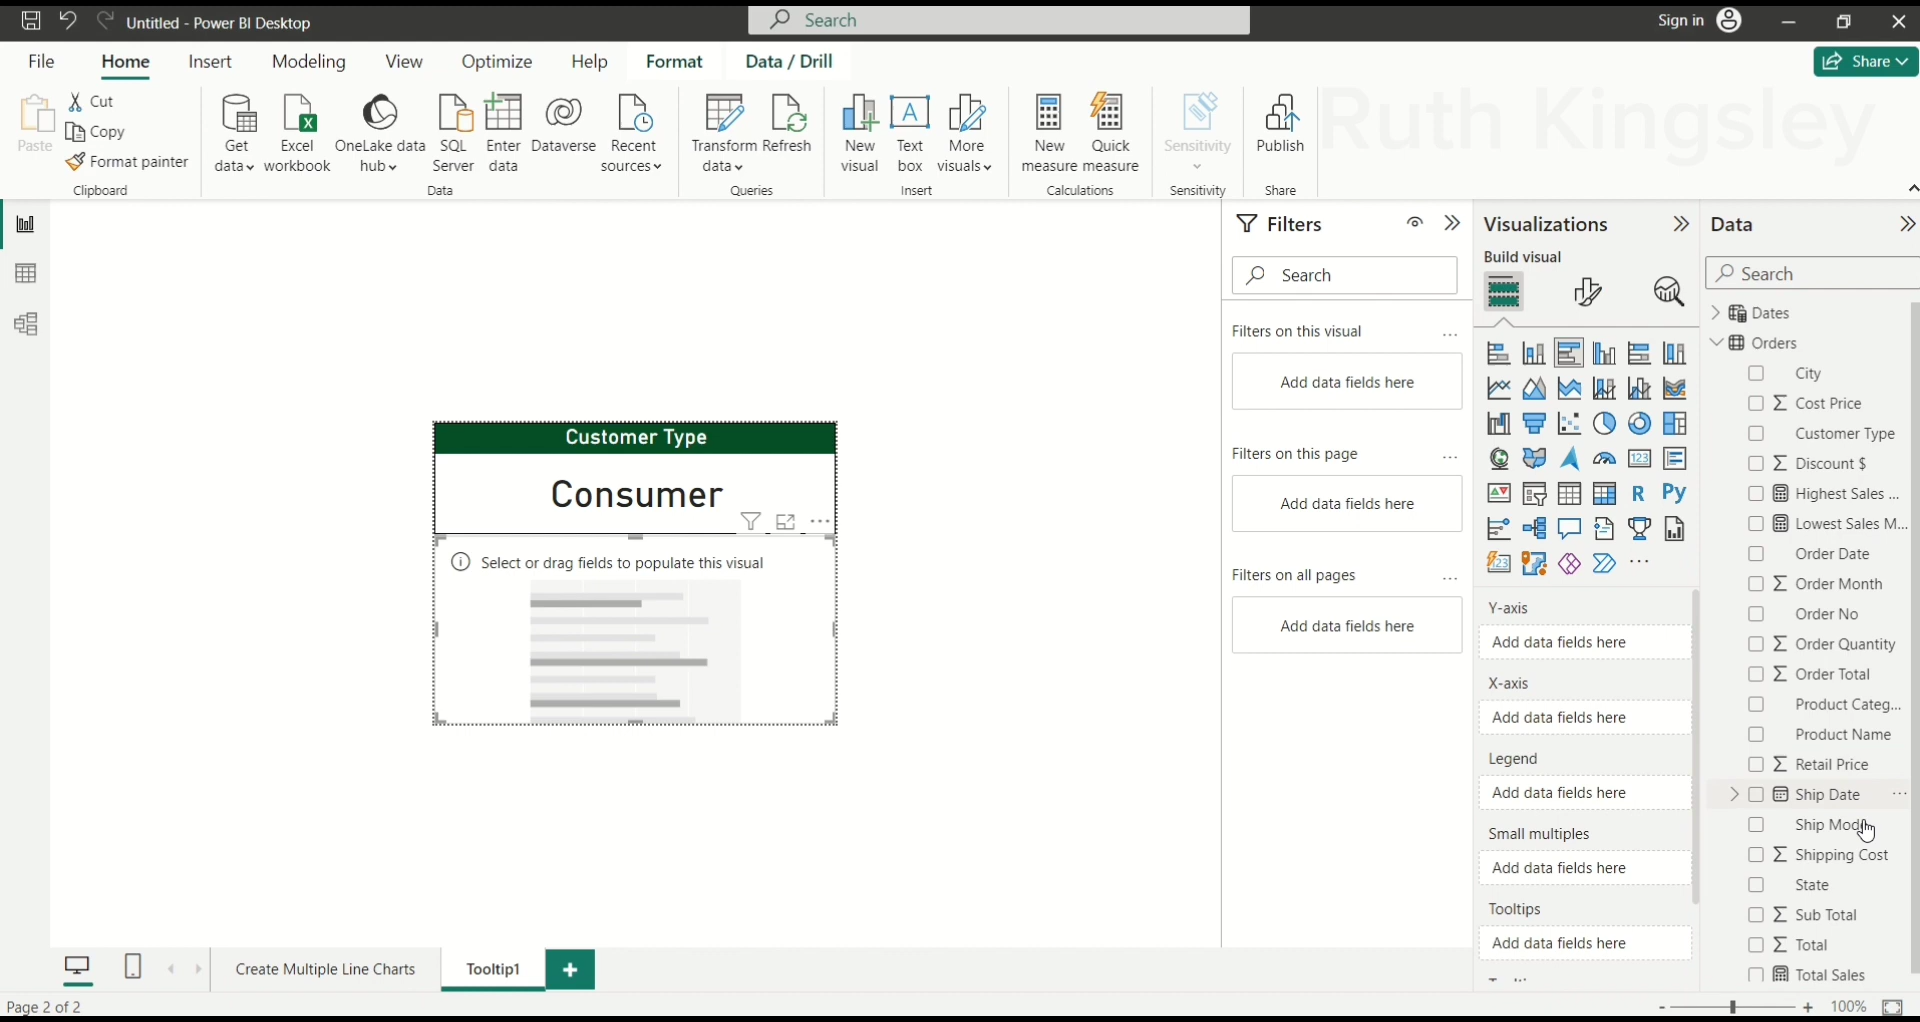 Untitled - Power BI Desktop
Search
Sign in
File Home Insert Modeling View Optimize Help Format Data / Drill
Share
Paste
Cut
Copy
Format painter
Clipboard
Get data
Excel workbook
OneLake data hub
SQL Server
Enter data
Dataverse
Recent sources
Data
Transform data
Refresh
Queries
New visual
Text box
More visuals
Insert
New measure
Quick measure
Calculations
Sensitivity
Sensitivity
Publish
Share
Ruth Kingsley
Customer Type
Consumer
Select or drag fields to populate this visual
Filters
Search
Filters on this visual
Add data fields here
Filters on this page
Add data fields here
Filters on all pages
Add data fields here
Visualizations
Build visual
123
R
Py
123
Y-axis
Add data fields here
X-axis
Add data fields here
Legend
Add data fields here
Small multiples
Add data fields here
Tooltips
Add data fields here
Data
Search
Dates
Orders
City
Σ Cost Price
Customer Type
Σ Discount $
Highest Sales ...
Lowest Sales M...
Order Date
Σ Order Month
Order No
Σ Order Quantity
Σ Order Total
Product Categ...
Product Name
Σ Retail Price
Ship Date
Ship Mode
Σ Shipping Cost
State
Σ Sub Total
Σ Total
Total Sales
Create Multiple Line Charts
Tooltip1
Page 2 of 2
- + 100%